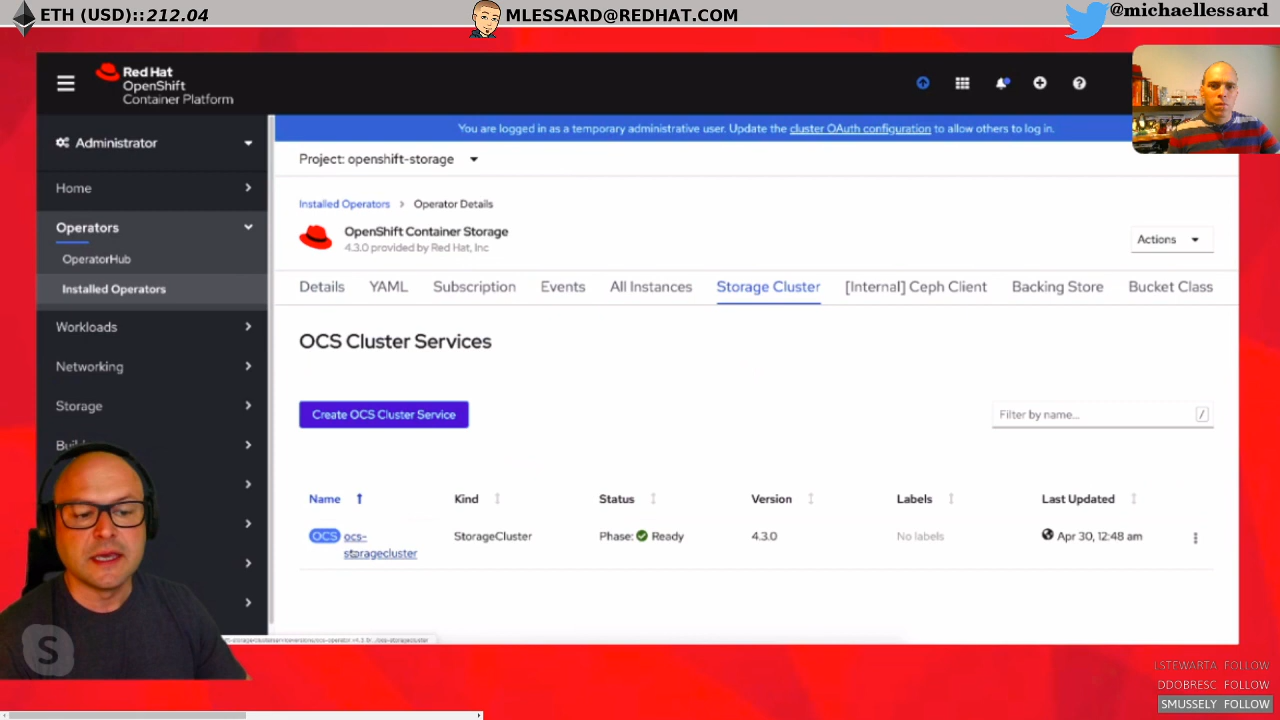 ETH (USD)::212.04
MLESSARD@REDHAT.COM
@michaellessard
Red Hat
OpenShift
Container Platform
You are logged in as a temporary administrative user. Update the cluster OAuth configuration to allow others to log in.
Administrator
Project: openshift-storage
Home
Installed Operators > Operator Details
Operators
OpenShift Container Storage
4.3.0 provided by Red Hat, Inc
Actions
OperatorHub
Installed Operators
Details YAML Subscription Events All Instances Storage Cluster [Internal] Ceph Client Backing Store Bucket Class
Workloads
OCS Cluster Services
Networking
Storage
Create OCS Cluster Service
Filter by name...
/
Name Kind Status Version Labels Last Updated
OCS ocs-
storagecluster
StorageCluster
Phase: Ready
4.3.0
No labels
Apr 30, 12:48 am
S
LSTEWARTA FOLLOW
DDOBRESC FOLLOW
SMUSSELY FOLLOW